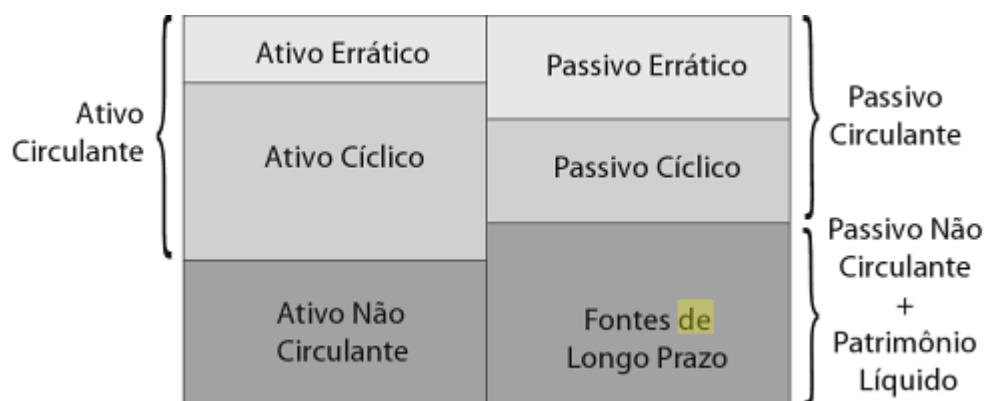 Ativo
Circulante
Ativo Errático
Ativo Cíclico
Ativo Não
Circulante
Passivo Errático
Passivo Cíclico
Fontes de
Longo Prazo
Passivo
Circulante
Passivo Não
Circulante
+
Patrimônio
Líquido